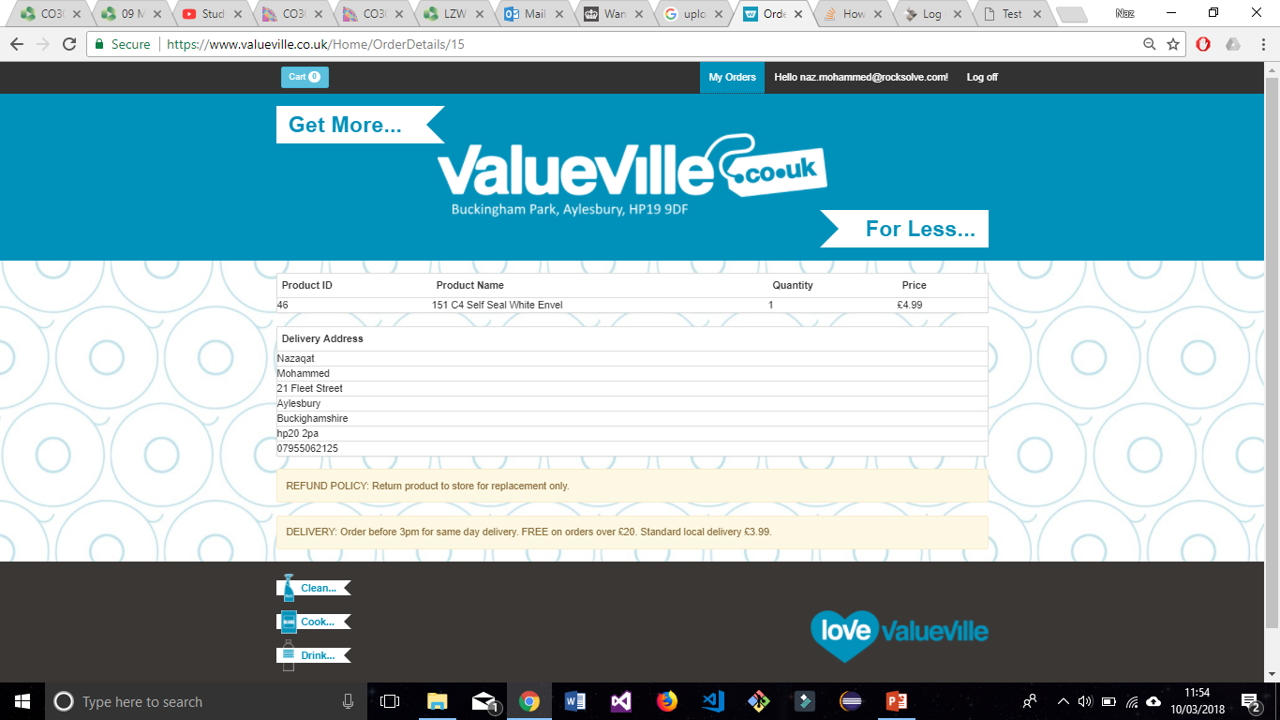 CO3(
09 M
Stud
CO3(
CO3(
LZW
Mail
Wan
uplo
Orde
How
Log
Test
Naz
Secure https://www.valueville.co.uk/Home/OrderDetails/15
Cart 0 My Orders Hello naz.mohammed@rocksolve.com! Log off
Get More...
ValueVille .co.uk
Buckingham Park, Aylesbury, HP19 9DF
For Less...
Product ID Product Name Quantity Price
46 151 C4 Self Seal White Envel 1 £4.99
Delivery Address
Nazaqat
Mohammed
21 Fleet Street
Aylesbury
Buckighamshire
hp20 2pa
07955062125
REFUND POLICY: Return product to store for replacement only.
DELIVERY: Order before 3pm for same day delivery. FREE on orders over £20. Standard local delivery £3.99.
Clean...
Cook...
Drink...
love valueville
Type here to search
1
11:54
10/03/2018
2